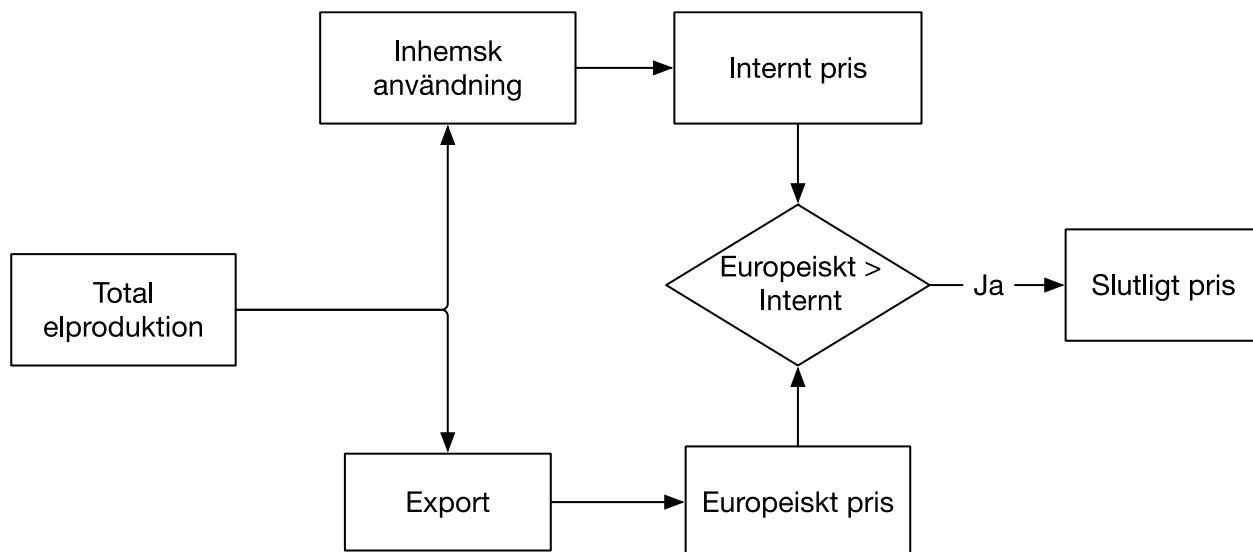 Inhemsk
användning
Internt pris
Total
elproduktion
Europeiskt >
Internt
Ja
Slutligt pris
Export
Europeiskt pris